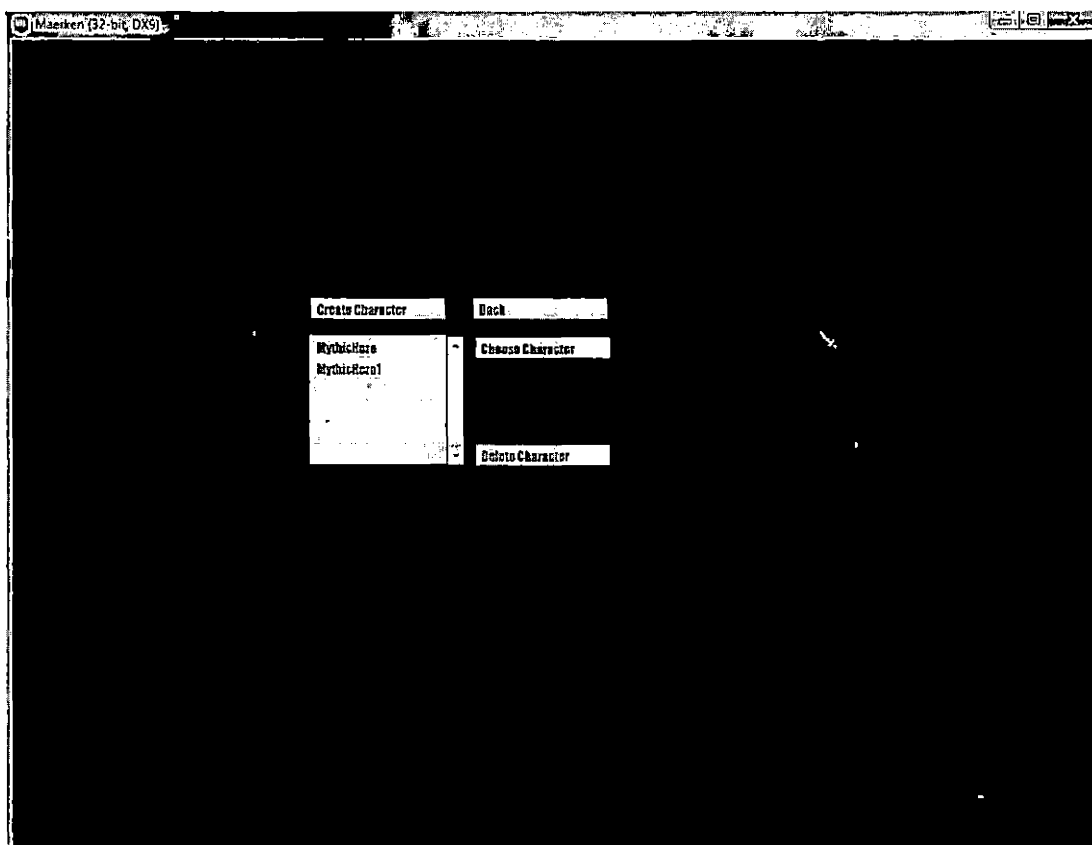 Maerken (32-bit, DX9)
Create Character
Back
MythicHero
Choose Character
MythicHero1
Delete Character